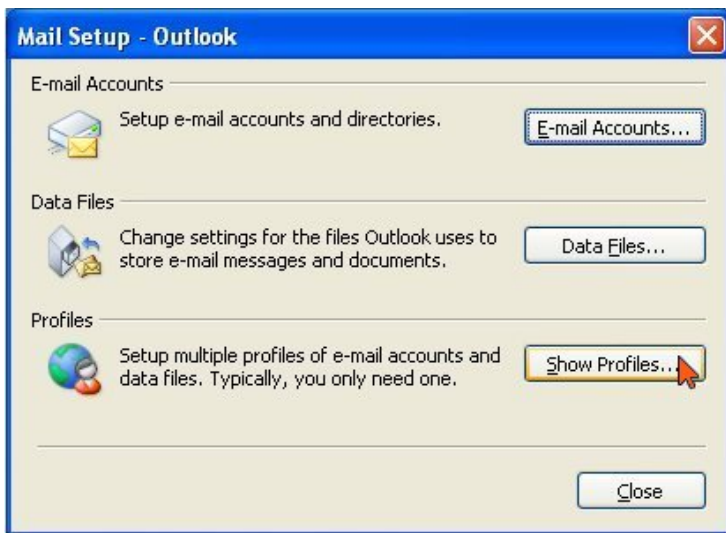 Mail Setup - Outlook
E-mail Accounts
Setup e-mail accounts and directories.
E-mail Accounts...
Data Files
Change settings for the files Outlook uses to
store e-mail messages and documents.
Data Files...
Profiles
Setup multiple profiles of e-mail accounts and
data files. Typically, you only need one.
Show Profiles...
Close